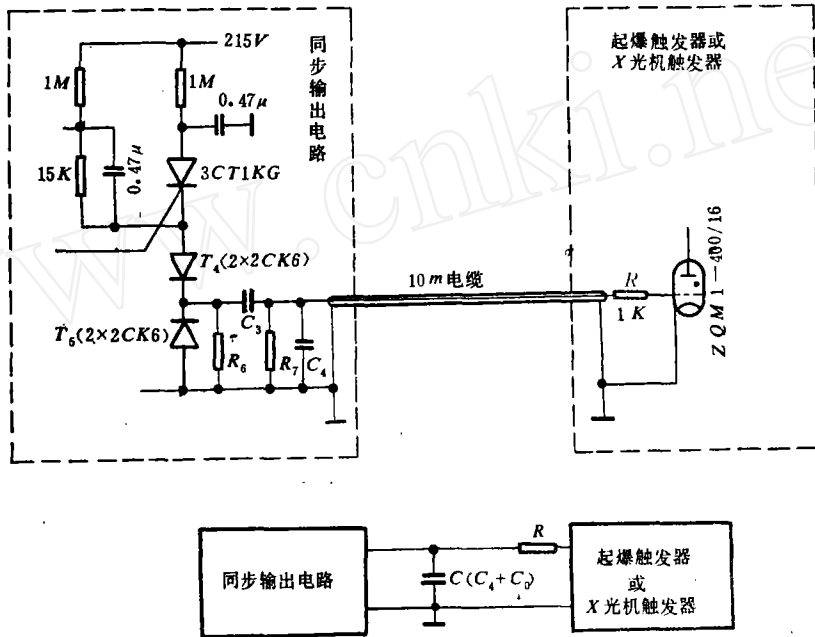 215V
同步输出电路
起爆触发器或
X光机触发器
1M
1M
0.47μ
15K
0.47μ
3CT1KG
T₄(2×2CK6)
10m电缆
R
1K
ZQM1-400/16
C₃
T₅(2×2CK6)
R₆
R₇
C₄
R
同步输出电路
C(C₄+C₀)
起爆触发器
或
X光机触发器
www.cnki.ne